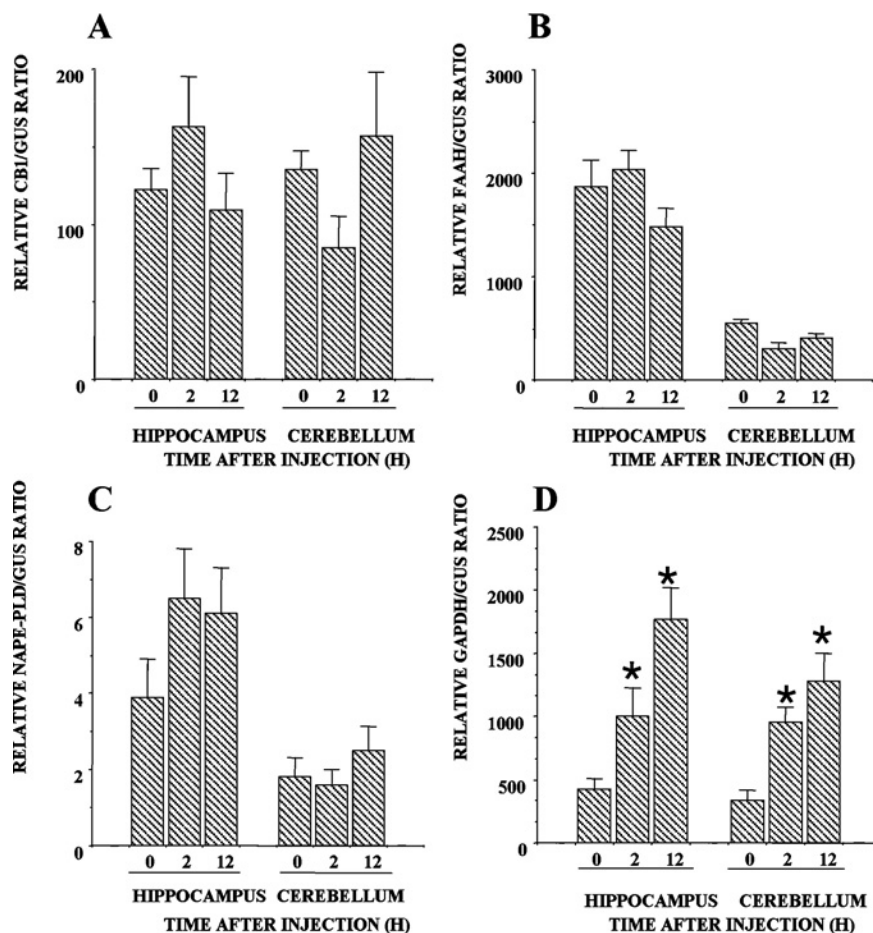 A
RELATIVE CB1/GUS RATIO
200
100
0
0 2 12 0 2 12
HIPPOCAMPUS CEREBELLUM
TIME AFTER INJECTION (H)
B
RELATIVE FAAH/GUS RATIO
3000
2000
1000
0
0 2 12 0 2 12
HIPPOCAMPUS CEREBELLUM
TIME AFTER INJECTION (H)
C
RELATIVE NAPE-PLD/GUS RATIO
8
6
4
2
0
0 2 12 0 2 12
HIPPOCAMPUS CEREBELLUM
TIME AFTER INJECTION (H)
D
RELATIVE GAPDH/GUS RATIO
2500
2000
1500
1000
500
0
* * * *
0 2 12 0 2 12
HIPPOCAMPUS CEREBELLUM
TIME AFTER INJECTION (H)